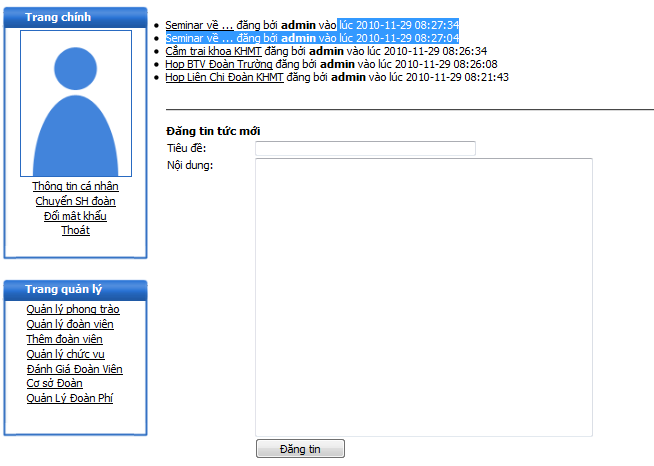 Trang chính
Thông tin cá nhân
Chuyển SH đoàn
Đổi mật khẩu
Thoát
Trang quản lý
Quản lý phong trào
Quản lý đoàn viên
Thêm đoàn viên
Quản lý chức vụ
Đánh Giá Đoàn Viên
Cơ sở Đoàn
Quản Lý Đoàn Phí
Seminar về ... đăng bởi admin vào lúc 2010-11-29 08:27:34
Seminar về ... đăng bởi admin vào lúc 2010-11-29 08:27:04
Cắm trại khoa KHMT đăng bởi admin vào lúc 2010-11-29 08:26:34
Họp BTV Đoàn Trường đăng bởi admin vào lúc 2010-11-29 08:26:08
Họp Liên Chi Đoàn KHMT đăng bởi admin vào lúc 2010-11-29 08:21:43
Đăng tin tức mới
Tiêu đề:
Nội dung:
Đăng tin